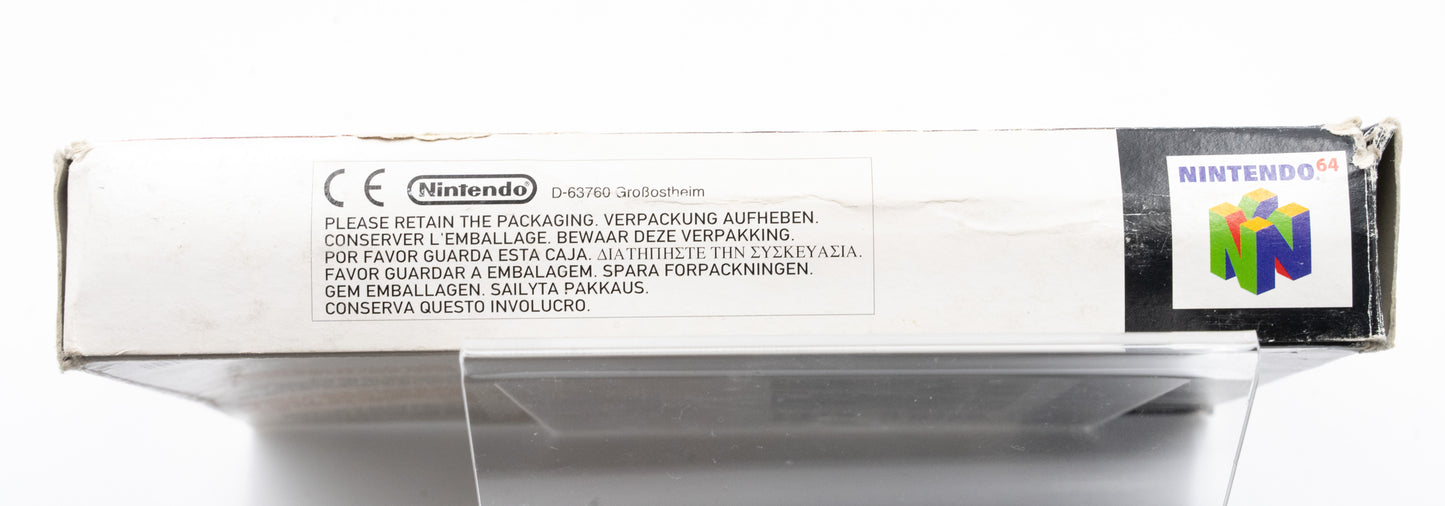 CE Nintendo® D-63760 Großostheim
PLEASE RETAIN THE PACKAGING. VERPACKUNG AUFHEBEN.
CONSERVER L'EMBALLAGE. BEWAAR DEZE VERPAKKING.
POR FAVOR GUARDA ESTA CAJA. ΔΙΑΤΗΠΗΣΤΕ ΤΗΝ ΣΥΣΚΕΥΑΣΙΑ.
FAVOR GUARDAR A EMBALAGEM. SPARA FORPACKNINGEN.
GEM EMBALLAGEN. SAILYTA PAKKAUS.
CONSERVA QUESTO INVOLUCRO.
NINTENDO64